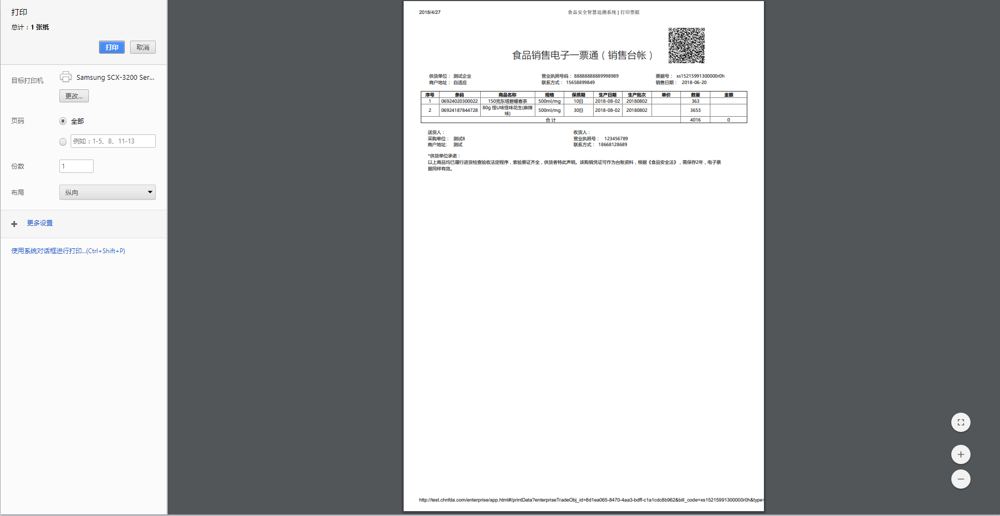 打印
总计：1 张纸
打印 取消
目标打印机 Samsung SCX-3200 Ser...
更改...
页码 全部
例如：1-5、8、11-13
份数 1
布局 纵向
更多设置
使用系统对话框进行打印...(Ctrl+Shift+P)
2018/4/27 食品安全智慧追溯系统 | 打印票据
食品销售电子一票通（销售台帐）
供货单位： 测试企业 营业执照号码： 88888888889998989 票据号： xs15215991300000r0h
商户地址： 自适应 联系方式： 15658899849 销售日期： 2018-06-20
序号 条码 商品名称 规格 保质期 生产日期 生产批次 单价 数量 金额
1 06924020300022 150克东塔碧螺春茶 500ml/mg 10日 2018-08-02 20180802 363
2 06924187844728 80g 怪U味怪味花生(麻辣味) 500ml/mg 30日 2018-08-02 20180802 3653
合计 4016 0
送货人： 收货人：
采购单位： 测试8 营业执照号： 123456789
商户地址: 测试 联系方式： 18668128689
*供货单位承诺：
以上商品均已履行进货检查验收法定程序，索验票证齐全，供货者特此声明。该购销凭证可作为台账资料，根据《食品安全法》，需保存2年，电子票
据同样有效。
http://test.chnfda.com/enterprise/app.html#/printData?enterpriseTradeObj_id=8d1ea065-8470-4aa3-bdff-c1a1cdc8b962&bill_code=xs15215991300000r0h&type=